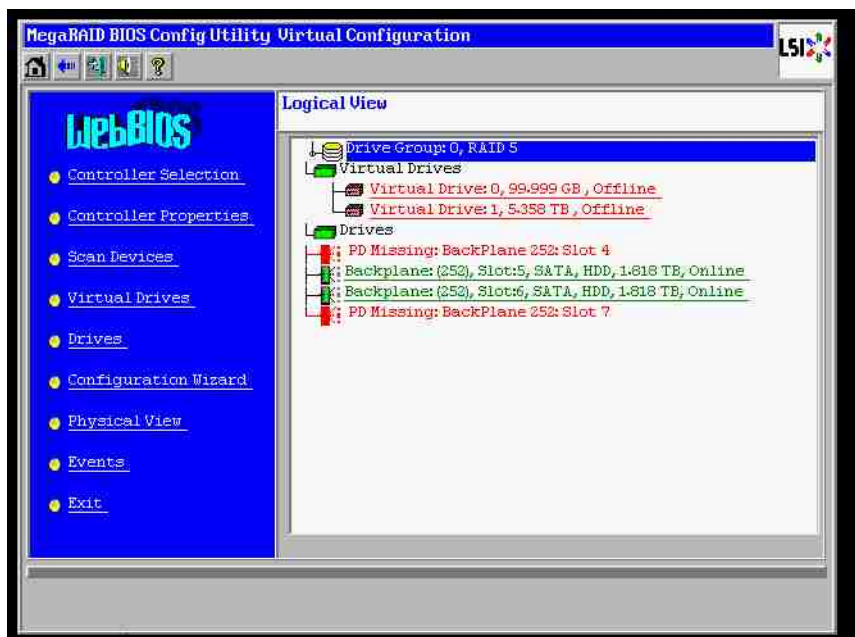 MegaRAID BIOS Config Utility Virtual Configuration
LSI
WebBIOS
Logical View
Controller Selection
Controller Properties
Scan Devices
Virtual Drives
Drives
Configuration Wizard
Physical View
Events
Exit
Drive Group: 0, RAID 5
Virtual Drives
Virtual Drive: 0, 99.999 GB , Offline
Virtual Drive: 1, 5.358 TB , Offline
Drives
PD Missing: BackPlane 252: Slot 4
Backplane: (252), Slot:5, SATA, HDD, 1.818 TB, Online
Backplane: (252), Slot:6, SATA, HDD, 1.818 TB, Online
PD Missing: BackPlane 252: Slot 7